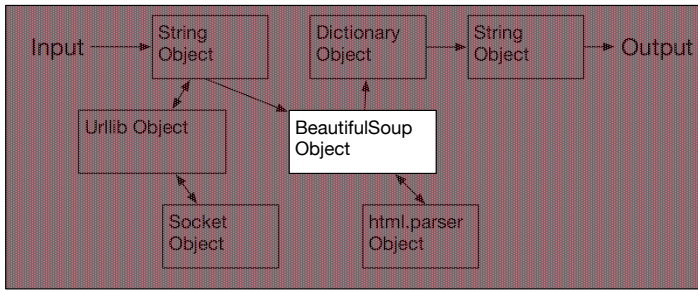 Input
String
Object
Dictionary
Object
String
Object
Output
Urllib Object
BeautifulSoup
Object
Socket
Object
html.parser
Object